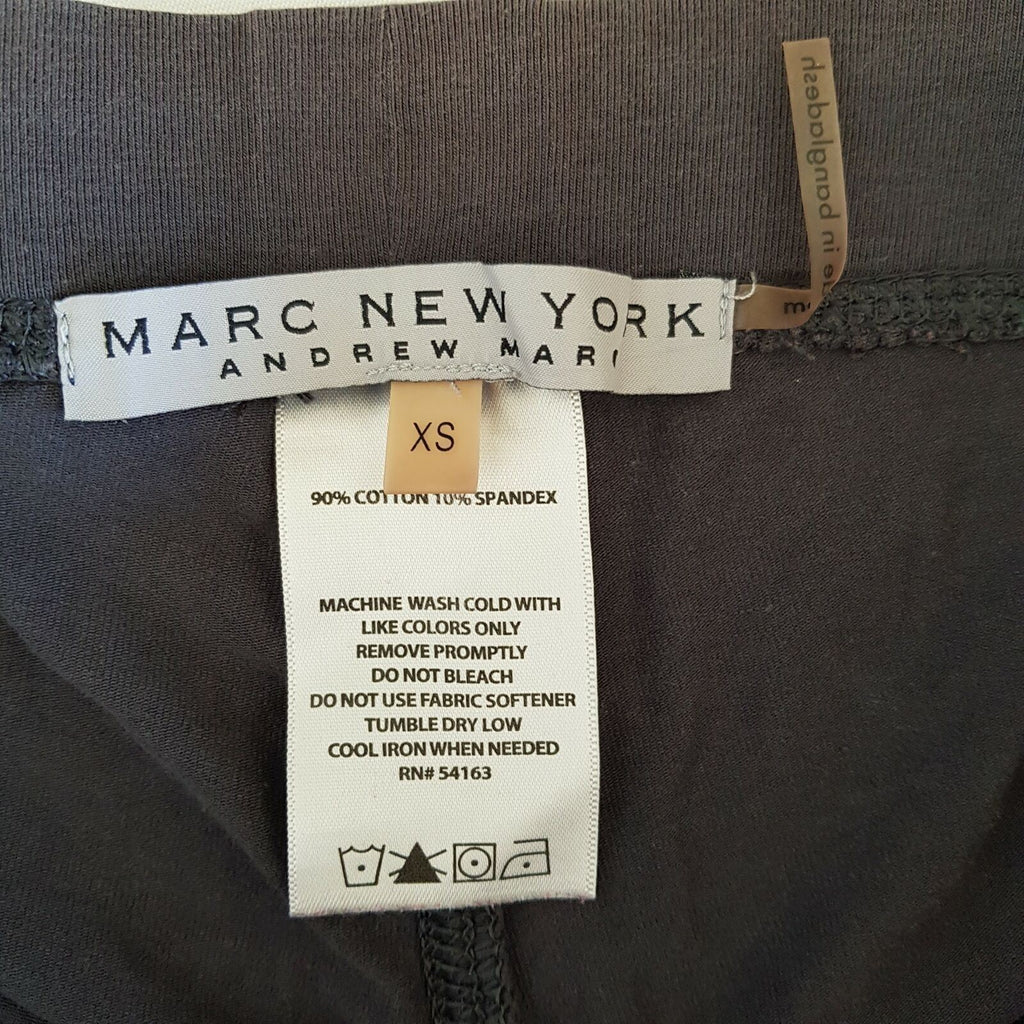 MARC NEW YORK
ANDREW MARC
XS
90% COTTON 10% SPANDEX
MACHINE WASH COLD WITH
LIKE COLORS ONLY
REMOVE PROMPTLY
DO NOT BLEACH
DO NOT USE FABRIC SOFTENER
TUMBLE DRY LOW
COOL IRON WHEN NEEDED
RN# 54163
made in bangladesh